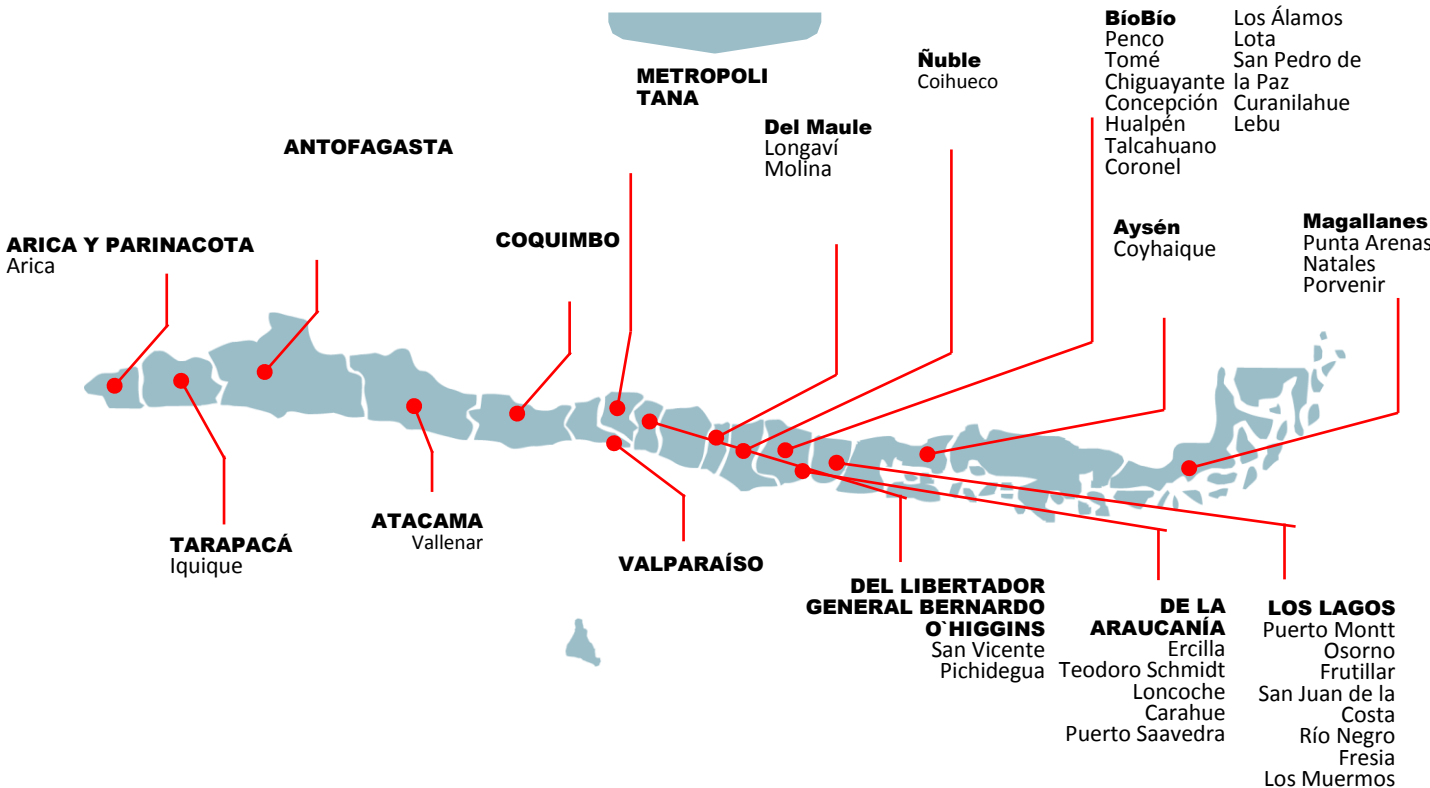 METROPOLI
TANA
ANTOFAGASTA
ARICA Y PARINACOTA
Arica
COQUIMBO
Del Maule
Longaví
Molina
Ñuble
Coihueco
BíoBío
Penco
Tomé
Chiguayante
Concepción
Hualpén
Talcahuano
Coronel
Los Álamos
Lota
San Pedro de
la Paz
Curanilahue
Lebu
Aysén
Coyhaique
Magallanes
Punta Arenas
Natales
Porvenir
TARAPACÁ
Iquique
ATACAMA
Vallenar
VALPARAÍSO
DEL LIBERTADOR
GENERAL BERNARDO
O`HIGGINS
San Vicente
Pichidegua
DE LA
ARAUCANÍA
Ercilla
Teodoro Schmidt
Loncoche
Carahue
Puerto Saavedra
LOS LAGOS
Puerto Montt
Osorno
Frutillar
San Juan de la
Costa
Río Negro
Fresia
Los Muermos